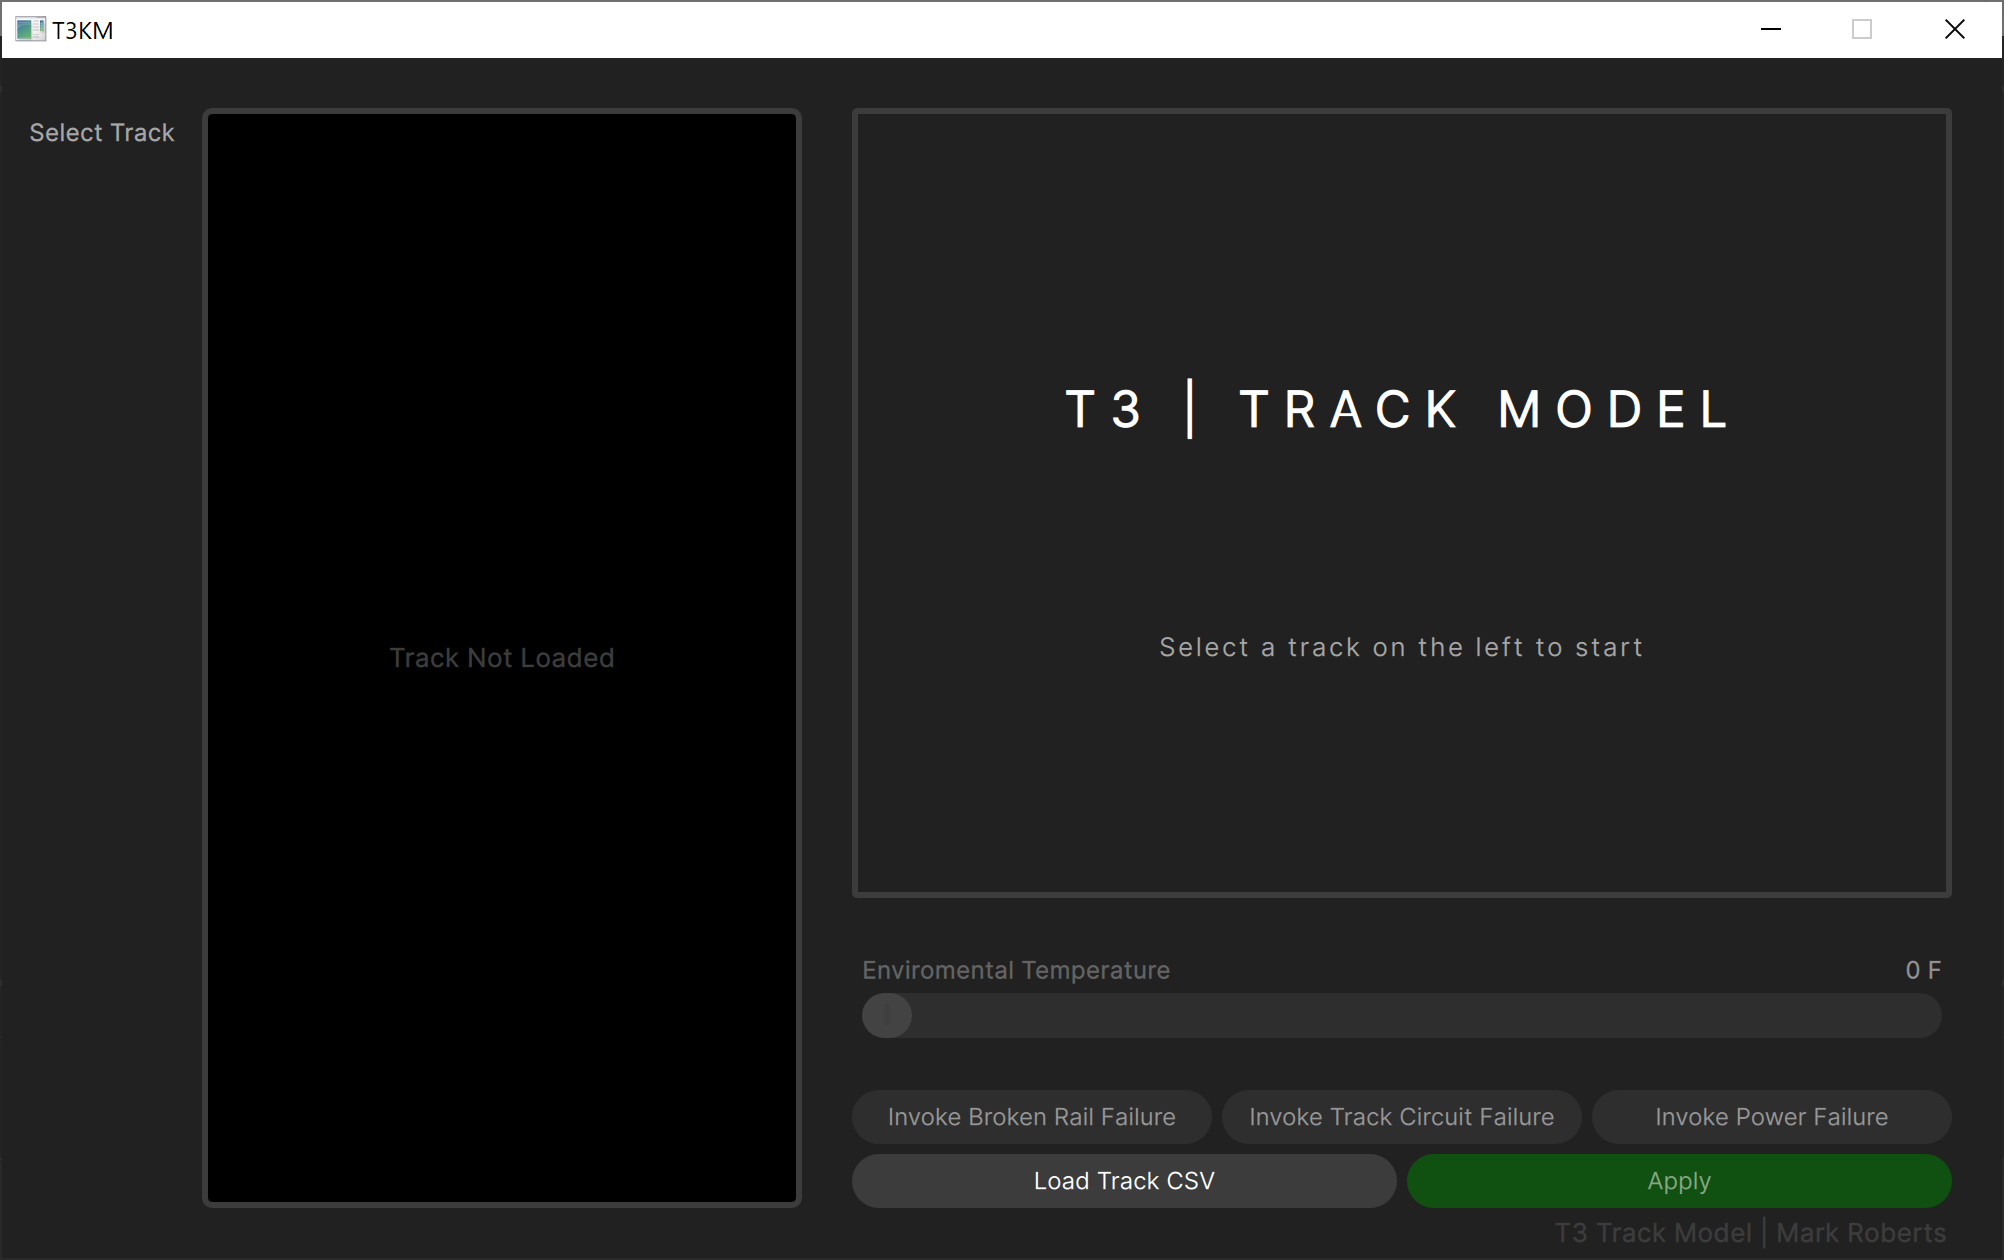 T3KM
Select Track
Track Not Loaded
T3 | TRACK MODEL
Select a track on the left to start
Enviromental Temperature
0 F
Invoke Broken Rail Failure
Invoke Track Circuit Failure
Invoke Power Failure
Load Track CSV
Apply
T3 Track Model | Mark Roberts